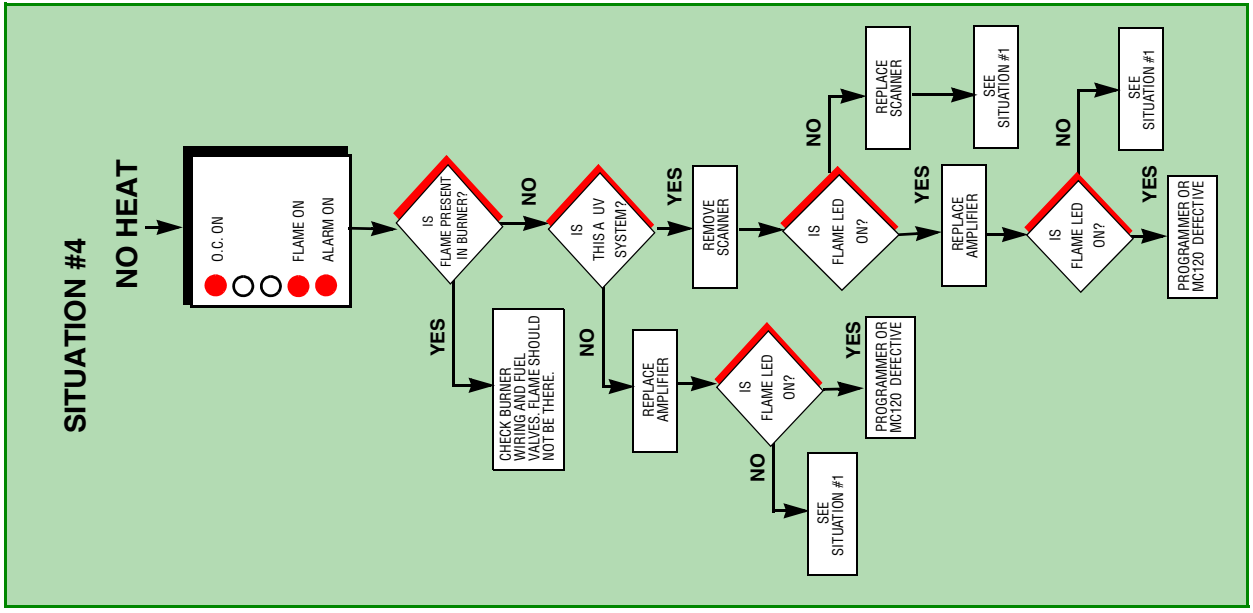 SITUATION #4
NO HEAT
O.C. ON
FLAME ON
ALARM ON
IS
FLAME PRESENT
IN BURNER?
YES
NO
CHECK BURNER
WIRING AND FUEL
VALVES. FLAME SHOULD
NOT BE THERE.
IS
THIS A UV
SYSTEM?
NO
YES
REPLACE
AMPLIFIER
REMOVE
SCANNER
IS
FLAME LED
ON?
NO
YES
SEE
SITUATION #1
PROGRAMMER OR
MC120 DEFECTIVE
IS
FLAME LED
ON?
NO
YES
REPLACE
SCANNER
SEE
SITUATION #1
REPLACE
AMPLIFIER
IS
FLAME LED
ON?
NO
YES
SEE
SITUATION #1
PROGRAMMER OR
MC120 DEFECTIVE